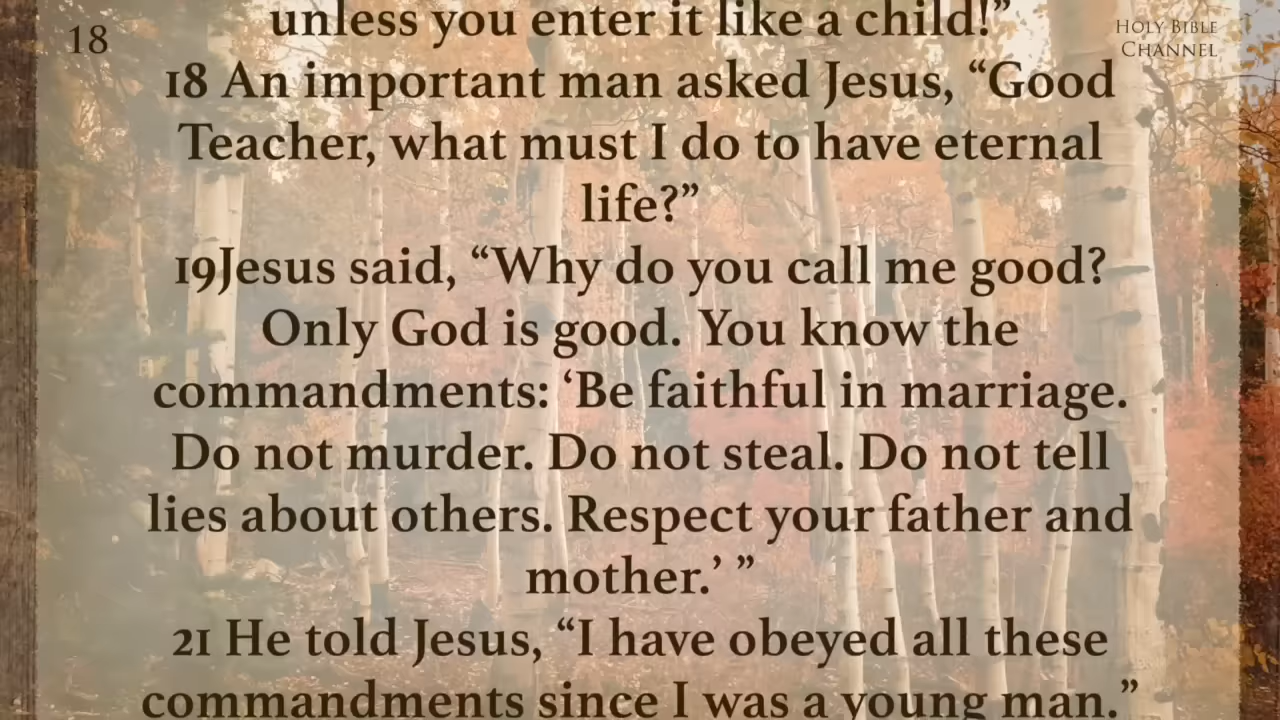 18
HOLY BIBLE
CHANNEL
unless you enter it like a child!”
18 An important man asked Jesus, “Good
Teacher, what must I do to have eternal
life?”
19Jesus said, “Why do you call me good?
Only God is good. You know the
commandments: ‘Be faithful in marriage.
Do not murder. Do not steal. Do not tell
lies about others. Respect your father and
mother.’ ”
21 He told Jesus, “I have obeyed all these
commandments since I was a young man.”